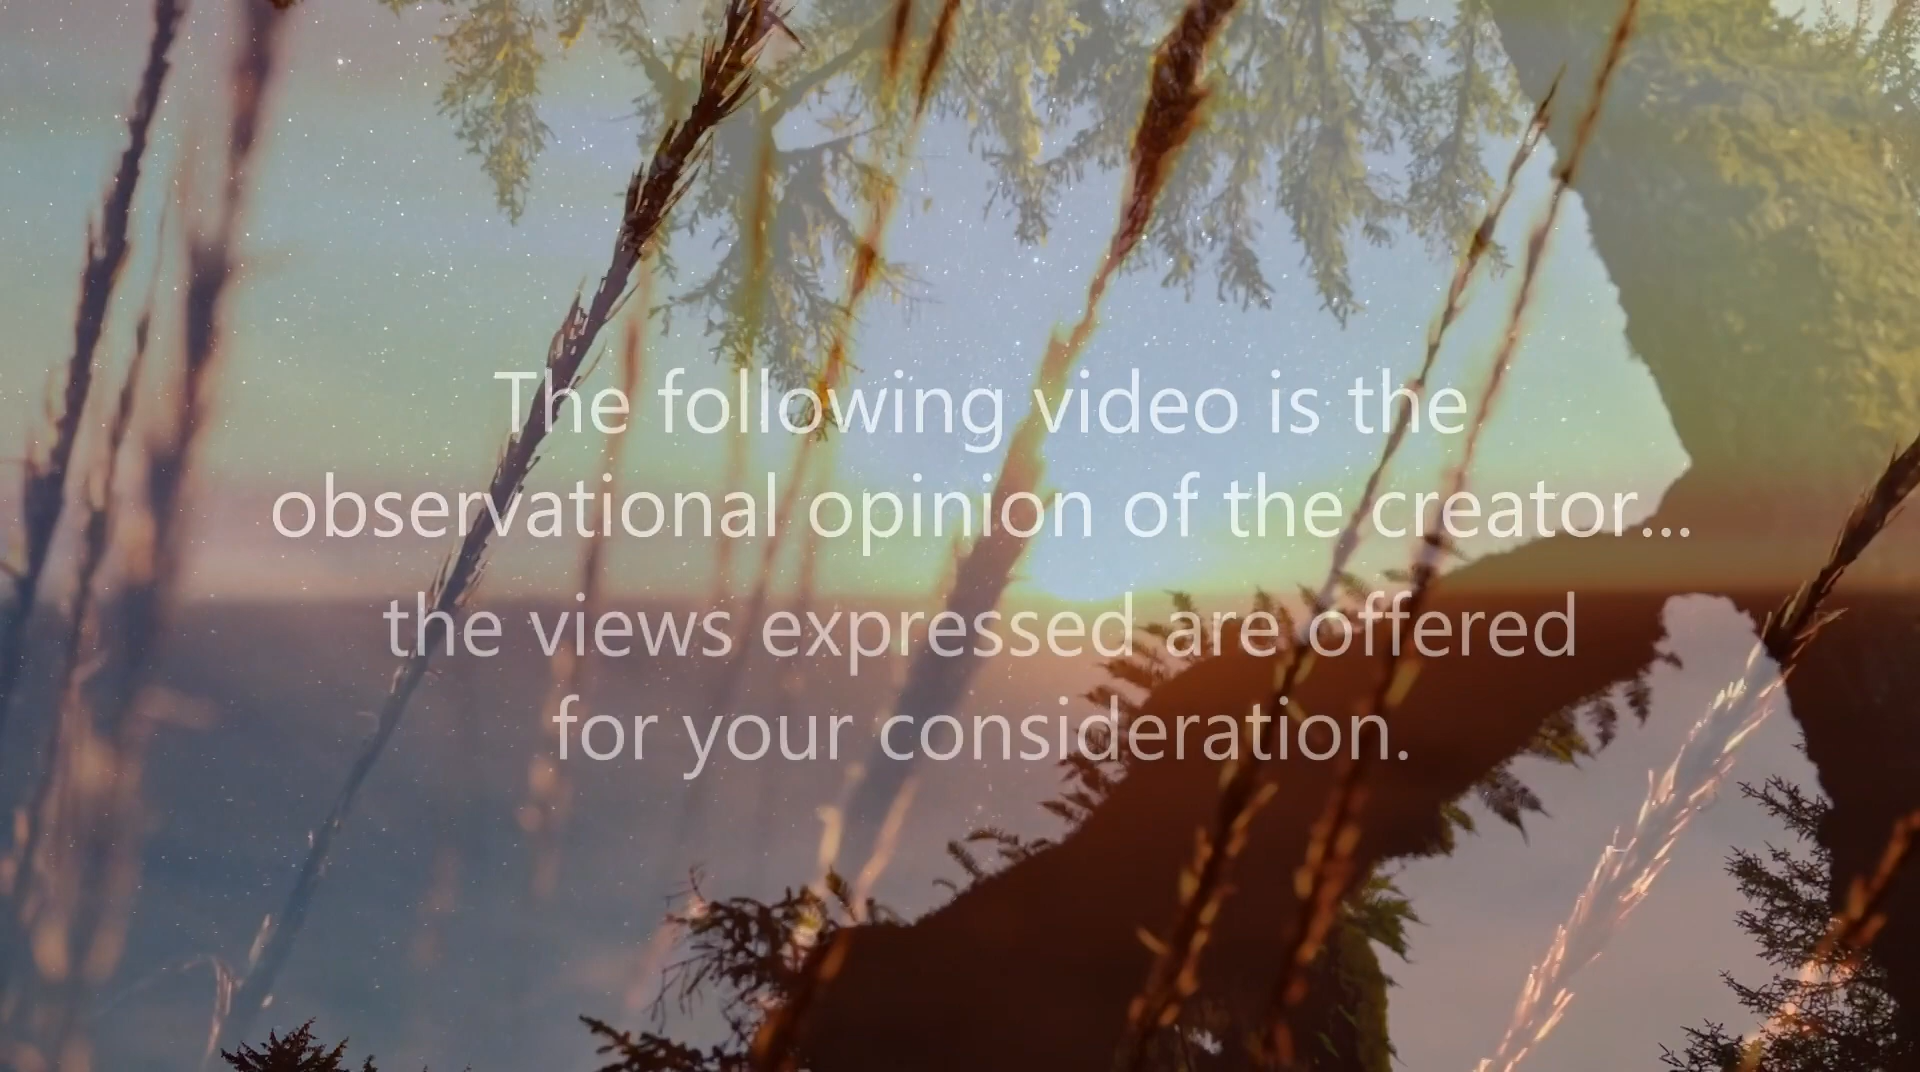 The following video is the
observational opinion of the creator...
the views expressed are offered
for your consideration.